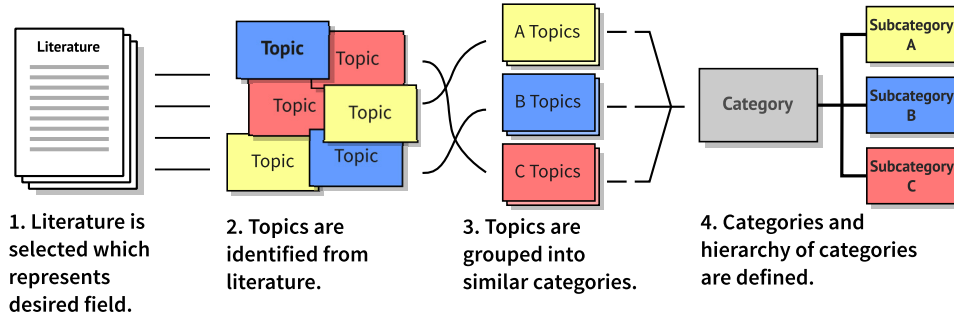 Literature
Topic
Topic
Topic
Topic
Topic
Topic
A Topics
B Topics
C Topics
Category
Subcategory
A
Subcategory
B
Subcategory
C
1. Literature is
selected which
represents
desired field.
2. Topics are
identified from
literature.
3. Topics are
grouped into
similar categories.
4. Categories and
hierarchy of categories
are defined.